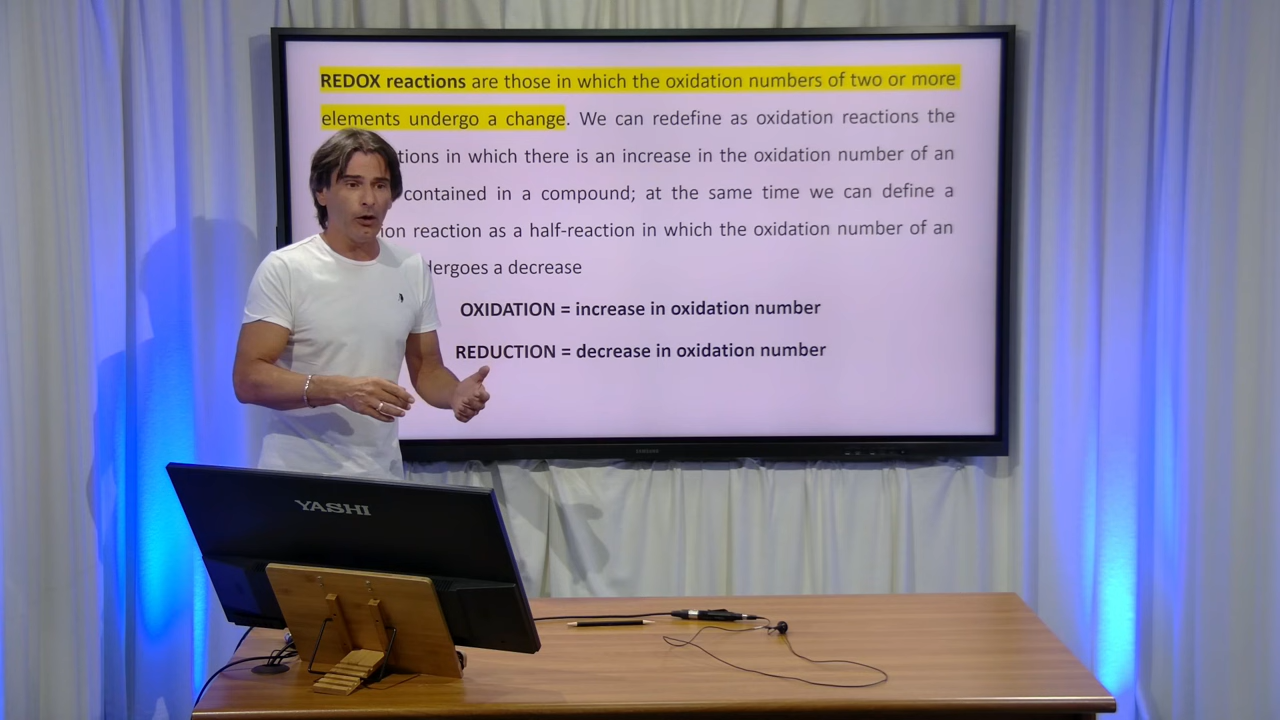 REDOX reactions are those in which the oxidation numbers of two or more
elements undergo a change. We can redefine as oxidation reactions the
tions in which there is an increase in the oxidation number of an
contained in a compound; at the same time we can define a
ion reaction as a half-reaction in which the oxidation number of an
dergoes a decrease
OXIDATION = increase in oxidation number
REDUCTION = decrease in oxidation number
SAMSUNG
YASHI